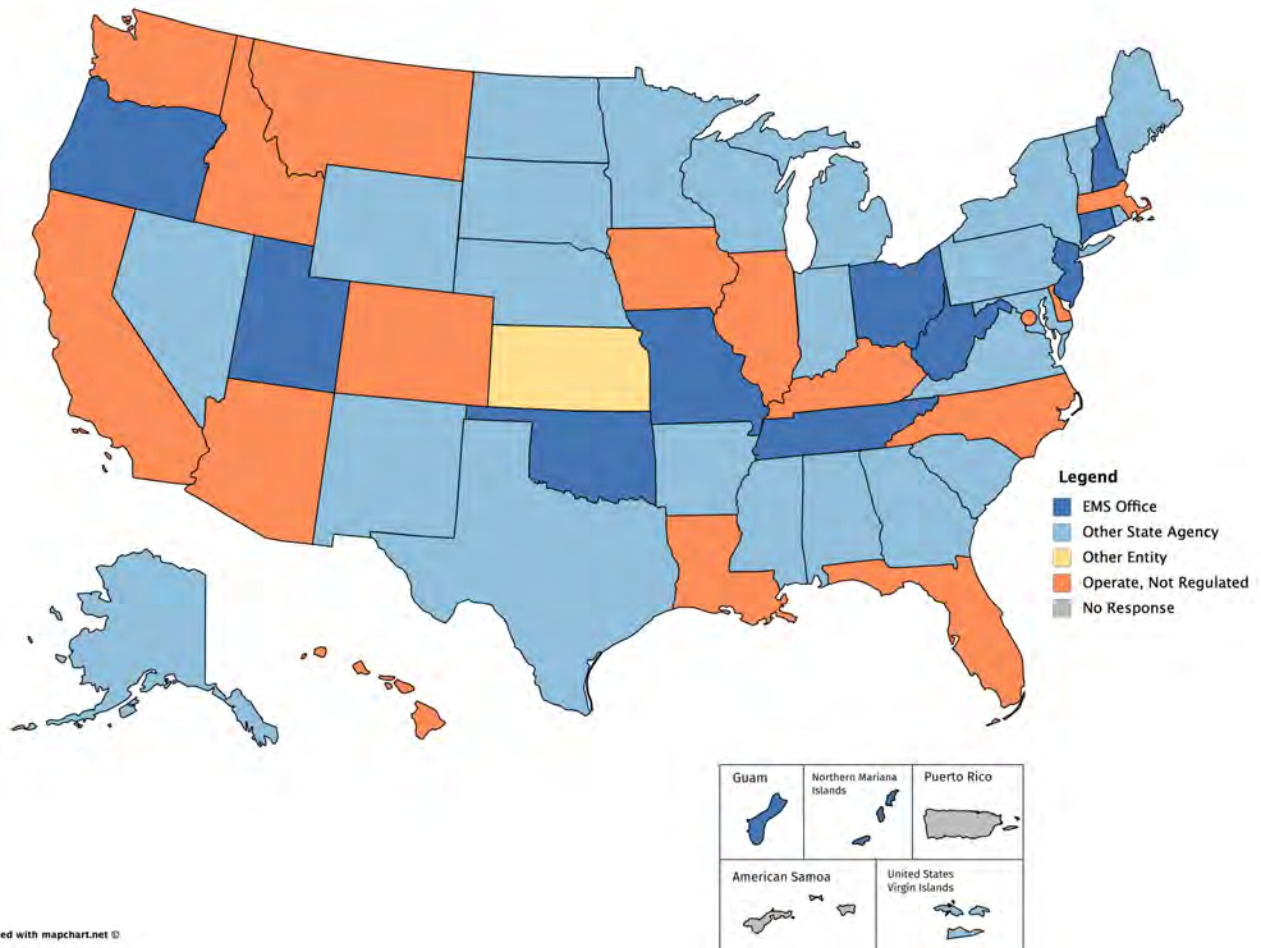 Legend
EMS Office
Other State Agency
Other Entity
Operate, Not Regulated
No Response
Guam
Northern Mariana
Islands
Puerto Rico
American Samoa
United States
Virgin Islands
ed with mapchart.net ©